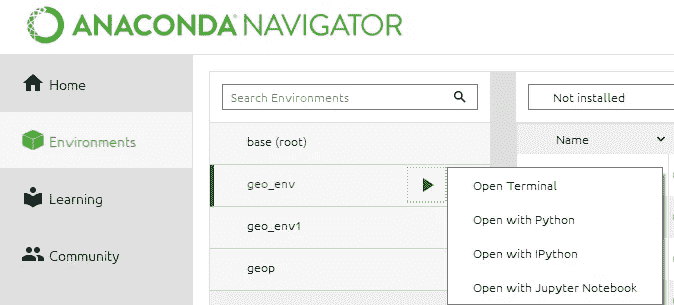 ANACONDA NAVIGATOR
Home
Environments
Learning
Community
Search Environments
base (root)
geo_env
geo_env1
geop
Not installed
Name
Open Terminal
Open with Python
Open with IPython
Open with Jupyter Notebook